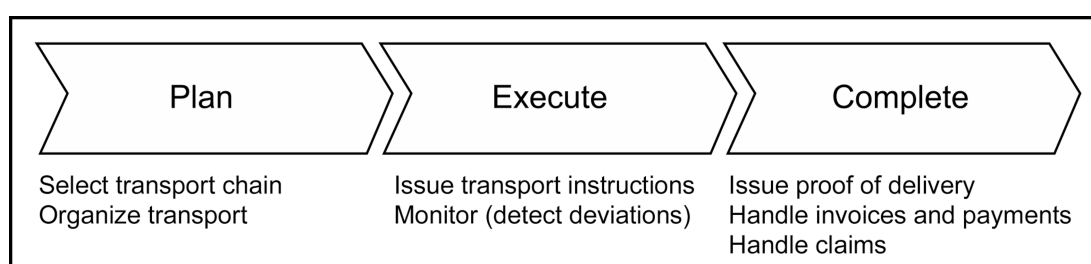 Plan
Execute
Complete
Select transport chain
Organize transport
Issue transport instructions
Monitor (detect deviations)
Issue proof of delivery
Handle invoices and payments
Handle claims